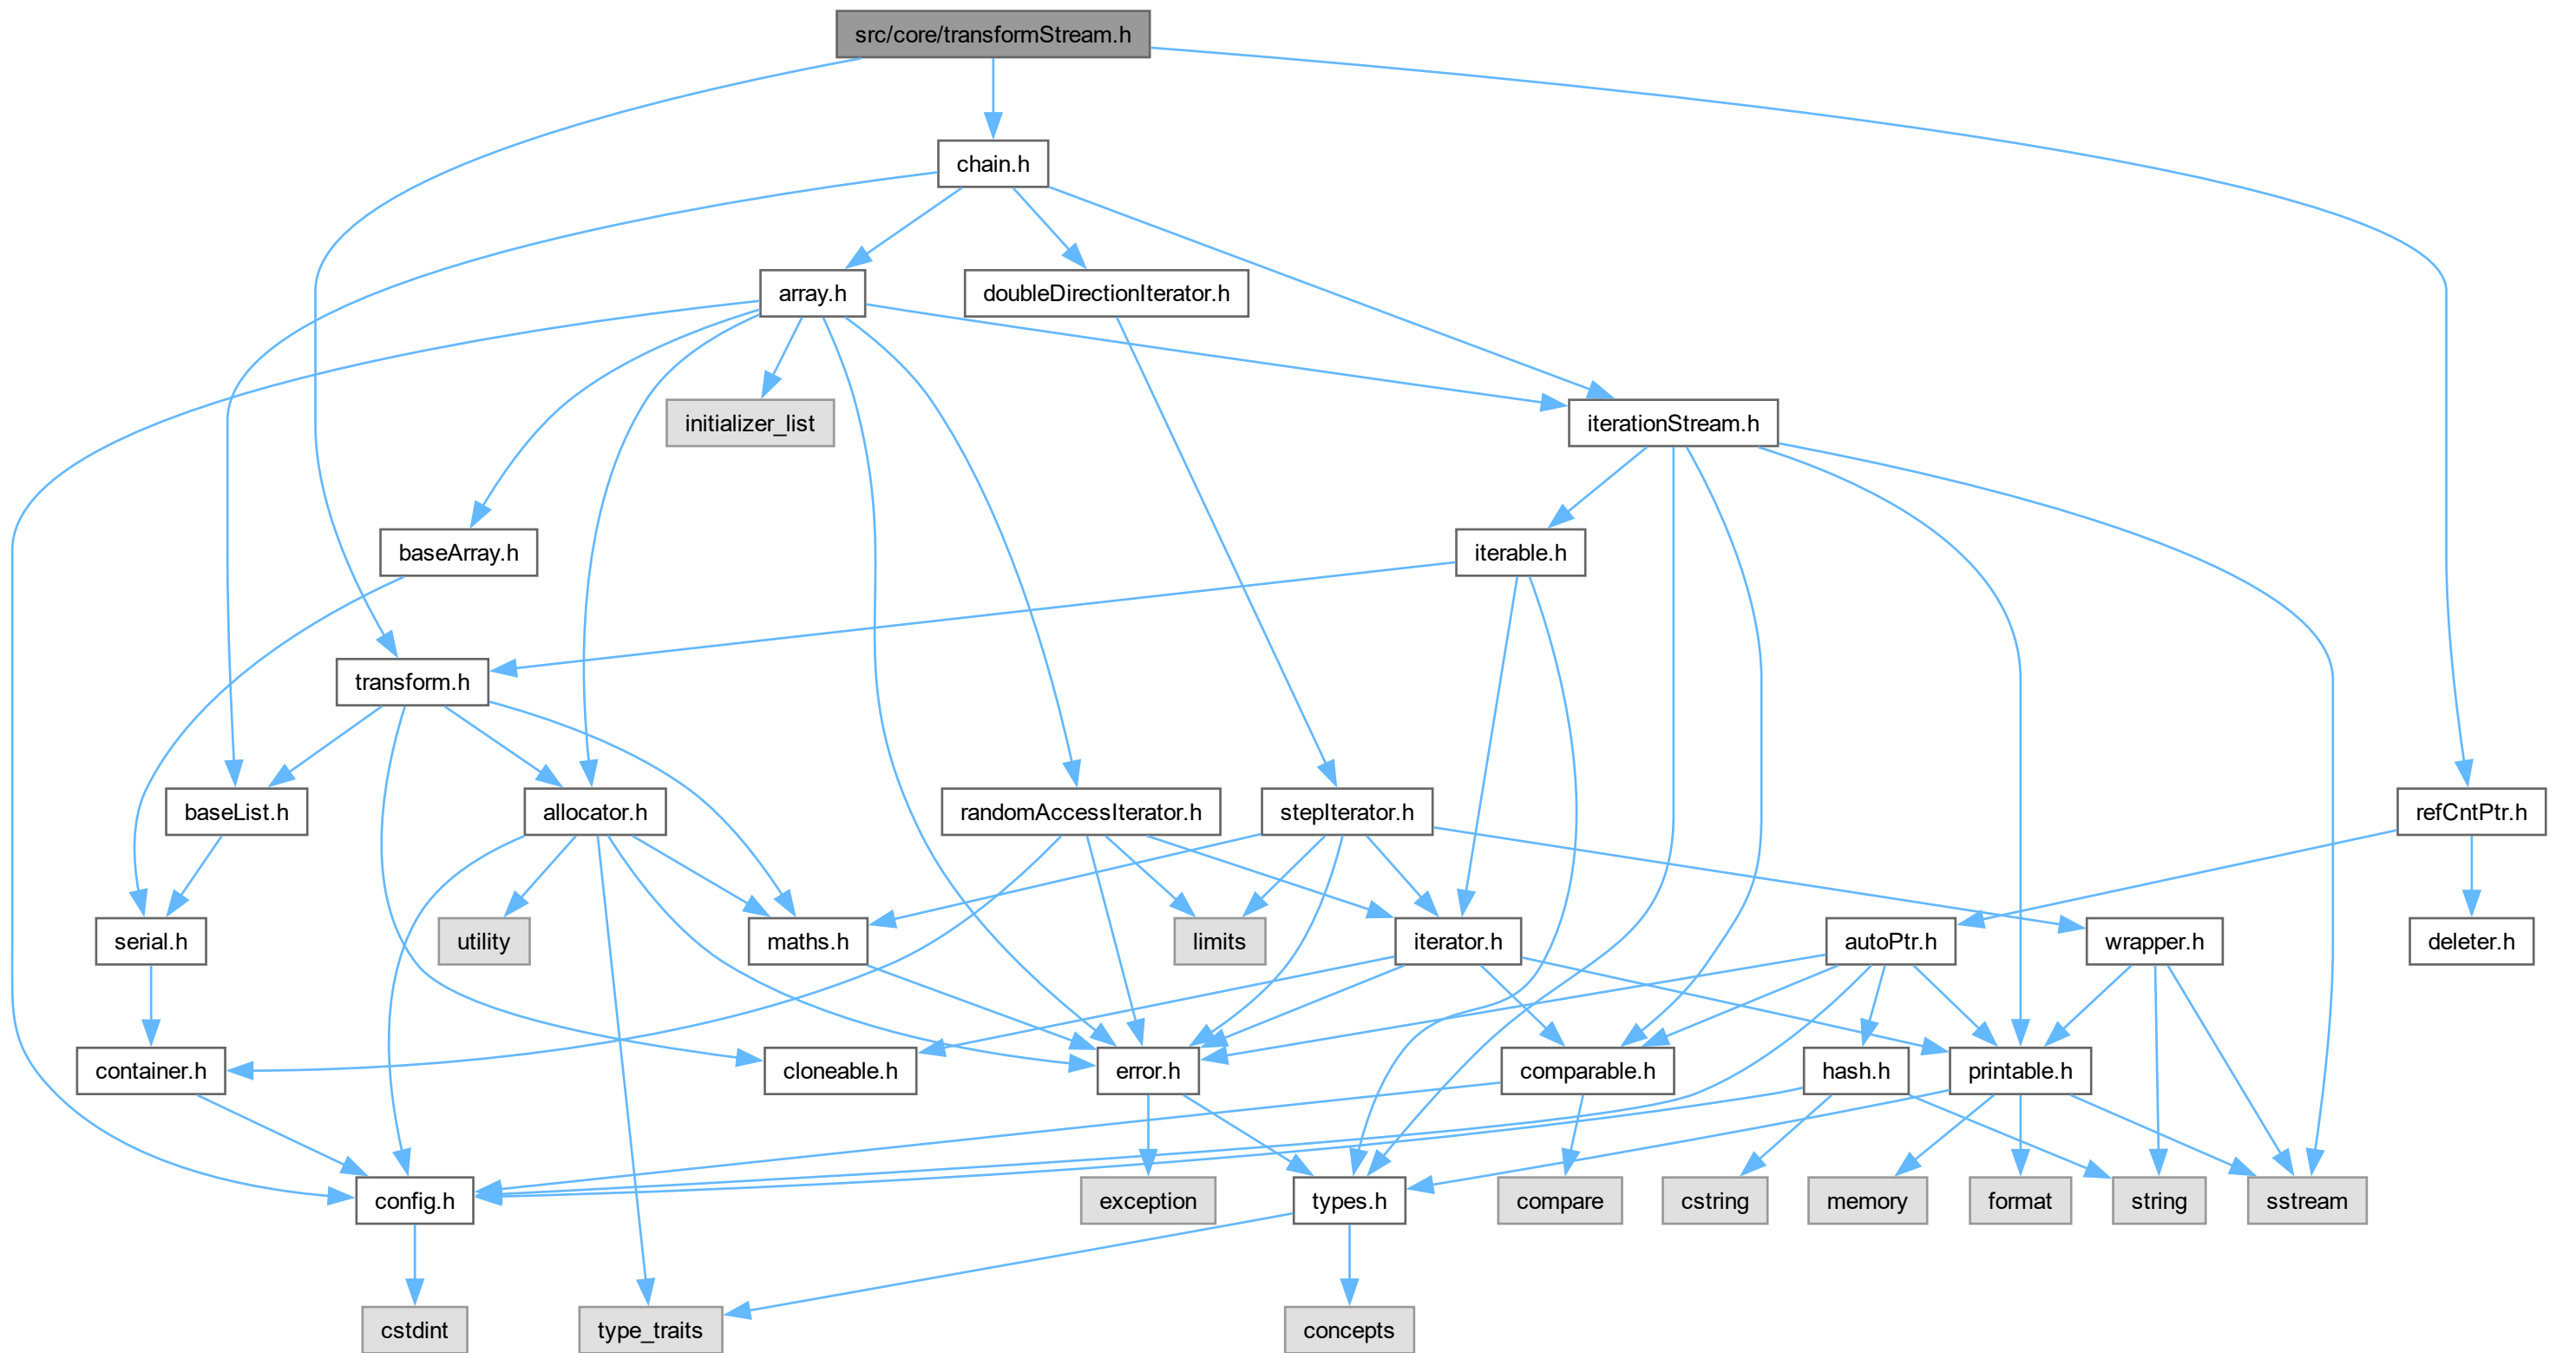 src/core/transformStream.h
chain.h
array.h
doubleDirectionIterator.h
initializer_list
iterationStream.h
baseArray.h
iterable.h
transform.h
baseList.h
allocator.h
randomAccessIterator.h
stepIterator.h
refCntPtr.h
serial.h
utility
maths.h
limits
iterator.h
autoPtr.h
wrapper.h
deleter.h
container.h
cloneable.h
error.h
comparable.h
hash.h
printable.h
config.h
exception
types.h
compare
cstring
memory
format
string
sstream
cstdint
type_traits
concepts